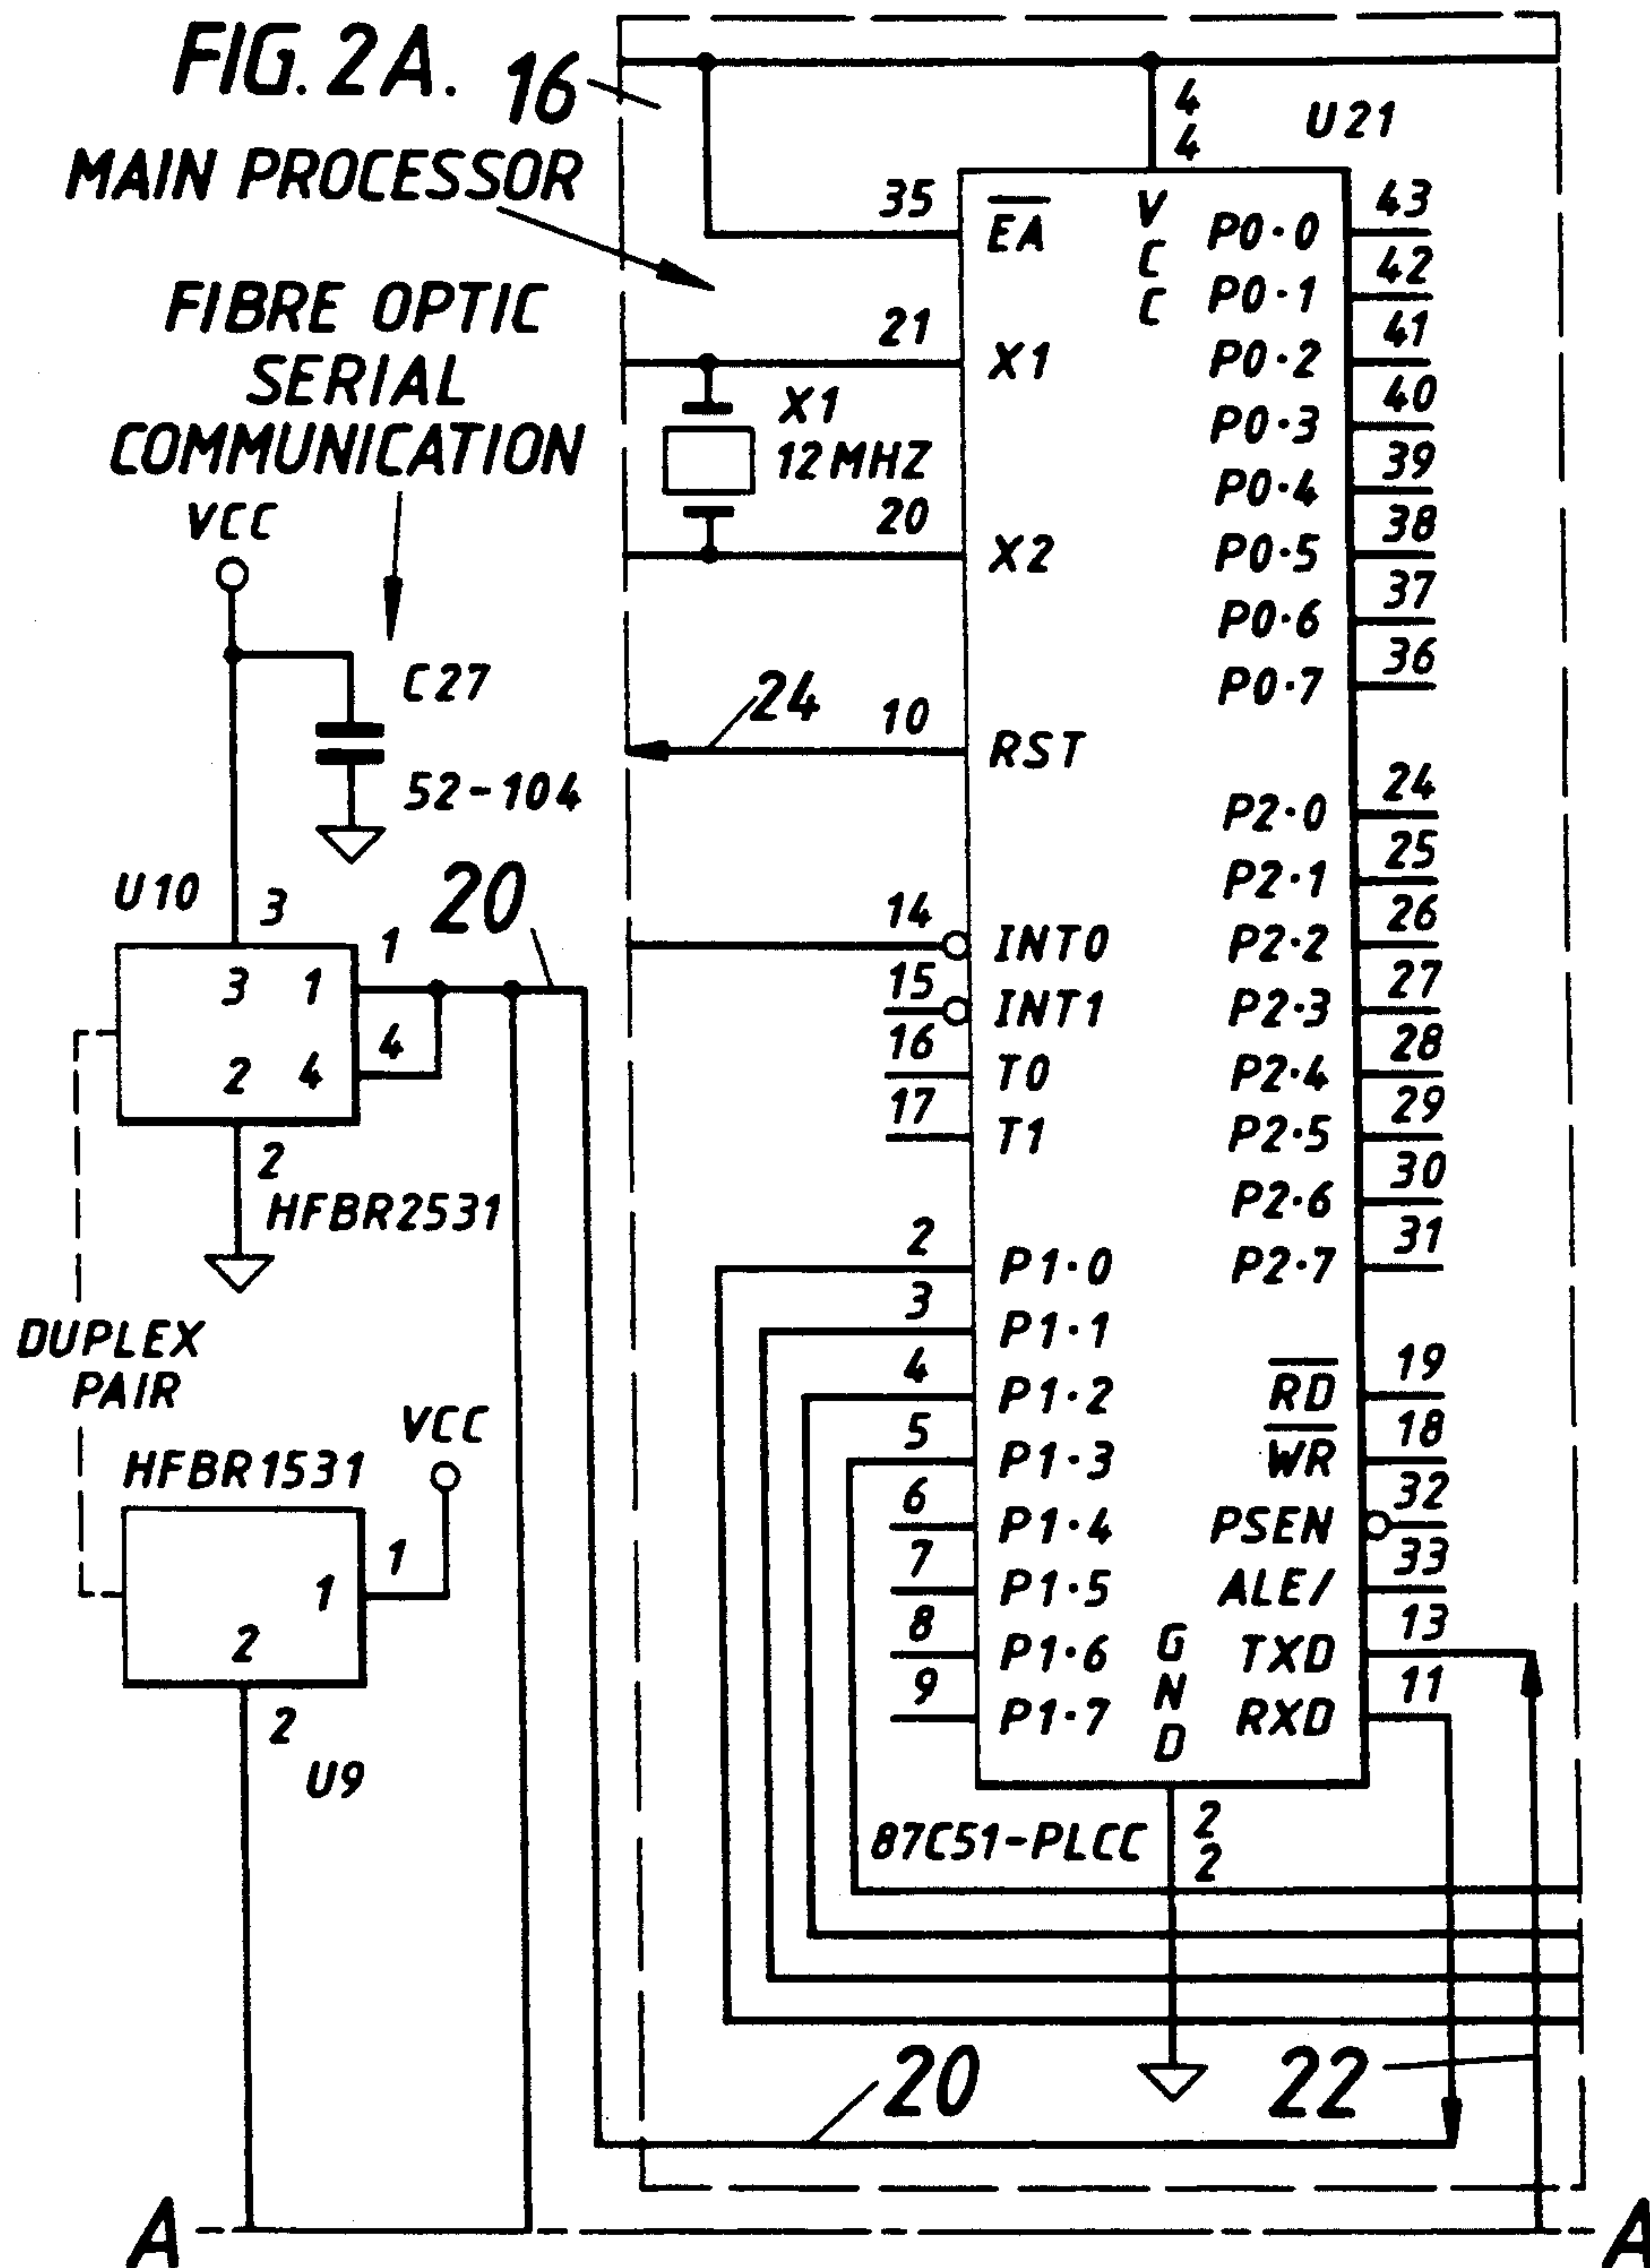 FIG. 2A.
16
MAIN PROCESSOR
FIBRE OPTIC
SERIAL
COMMUNICATION
VCC
C27
52-104
U10
3
20
1
3 1
4
2 4
2
HFBR2531
DUPLEX
PAIR
VCC
HFBR1531
1
1
2
2
U9
4
4
U21
35
EA
V
C
C
21
X1
X1
12MHZ
20
X2
24
10
RST
14
INT0
15
INT1
16
T0
17
T1
2
P1·0
3
P1·1
4
P1·2
5
P1·3
6
P1·4
7
P1·5
8
P1·6
9
P1·7
P0·0
43
P0·1
42
P0·2
41
P0·3
40
P0·4
39
P0·5
38
P0·6
37
P0·7
36
P2·0
24
P2·1
25
P2·2
26
P2·3
27
P2·4
28
P2·5
29
P2·6
30
P2·7
31
RD
19
WR
18
PSEN
32
ALE/
33
TXD
13
RXD
11
G
N
D
87C51-PLCC
2
2
20
22
A
A